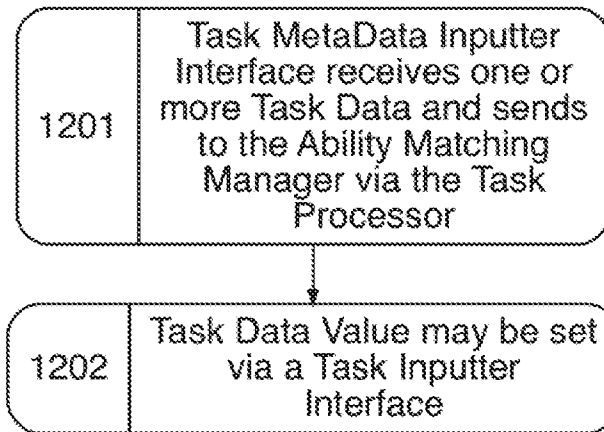 1201
Task MetaData Inputter
Interface receives one or
more Task Data and sends
to the Ability Matching
Manager via the Task
Processor
1202
Task Data Value may be set
via a Task Inputter
Interface